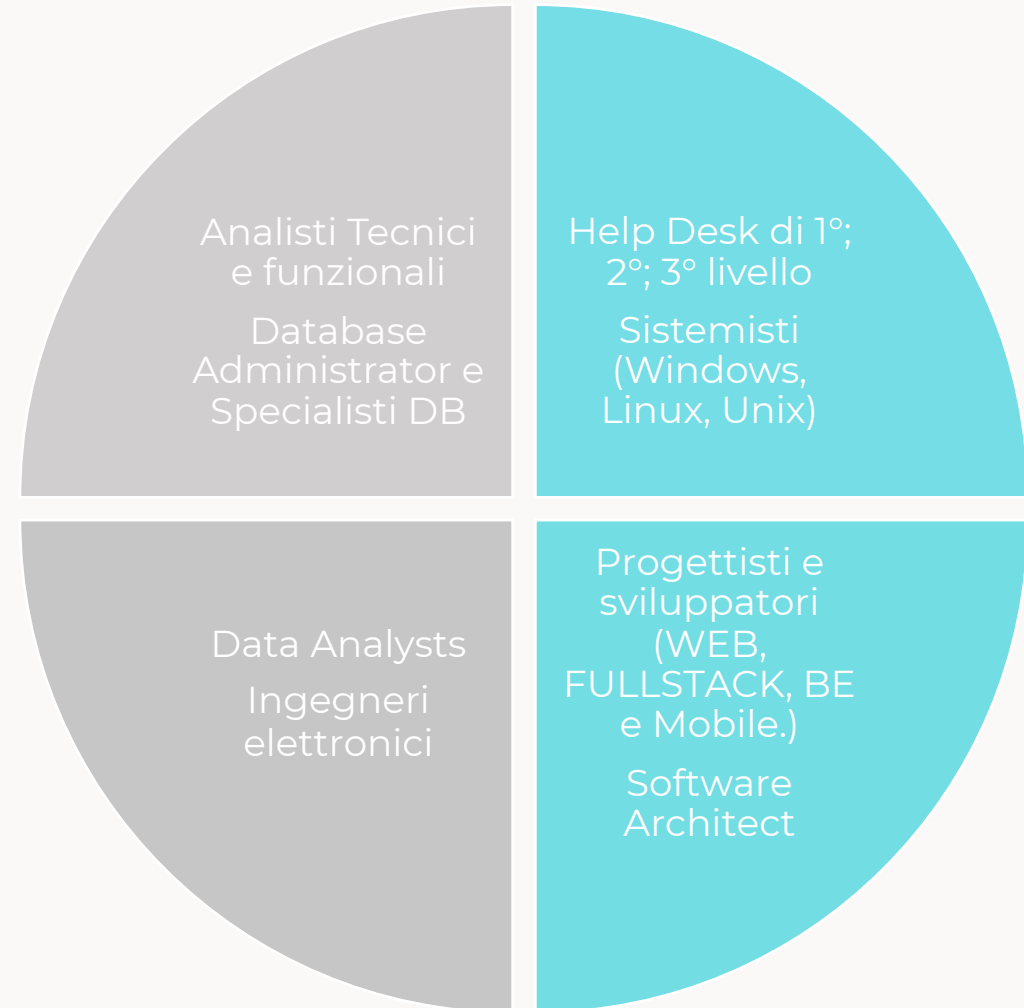 Analisti Tecnici
e funzionali
Database
Administrator e
Specialisti DB
Help Desk di 1°;
2°; 3° livello
Sistemisti
(Windows,
Linux, Unix)
Data Analysts
Ingegneri
elettronici
Progettisti e
sviluppatori
(WEB,
FULLSTACK, BE
e Mobile.)
Software
Architect